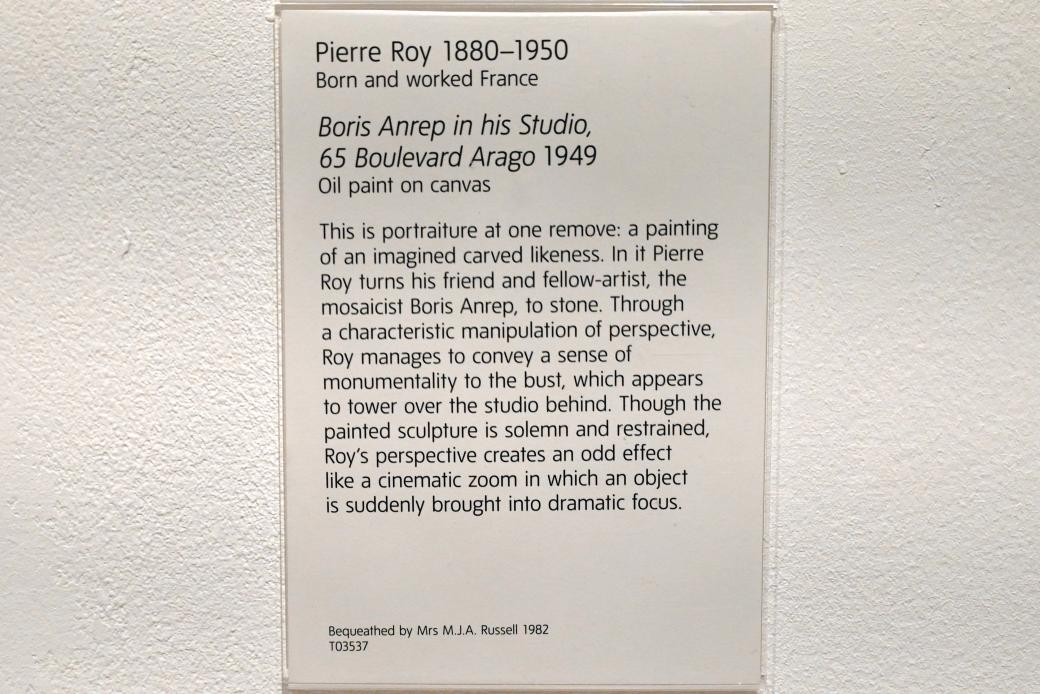 Pierre Roy 1880–1950
Born and worked France
Boris Anrep in his Studio,
65 Boulevard Arago 1949
Oil paint on canvas
This is portraiture at one remove: a painting
of an imagined carved likeness. In it Pierre
Roy turns his friend and fellow-artist, the
mosaicist Boris Anrep, to stone. Through
a characteristic manipulation of perspective,
Roy manages to convey a sense of
monumentality to the bust, which appears
to tower over the studio behind. Though the
painted sculpture is solemn and restrained,
Roy's perspective creates an odd effect
like a cinematic zoom in which an object
is suddenly brought into dramatic focus.
Bequeathed by Mrs M.J.A. Russell 1982
T03537